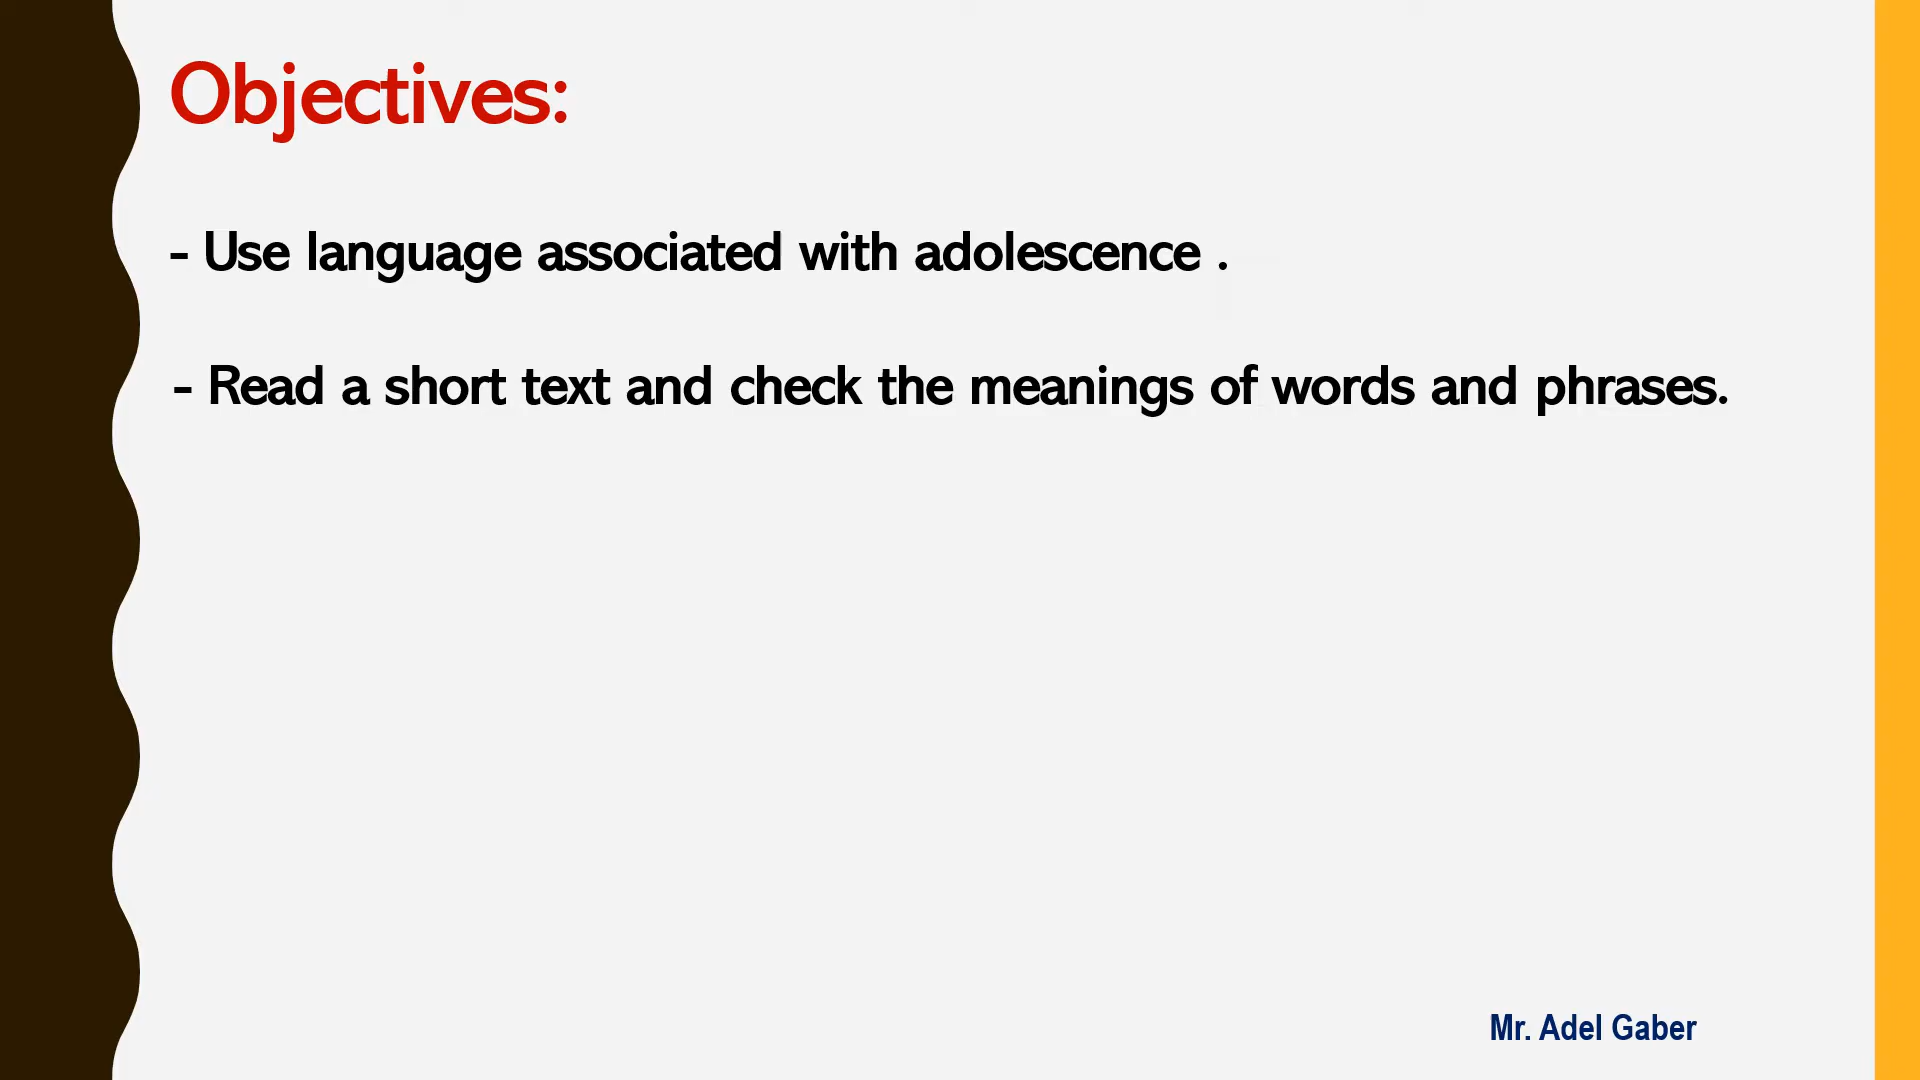 Objectives:
- Use language associated with adolescence .
- Read a short text and check the meanings of words and phrases.
Mr. Adel Gaber